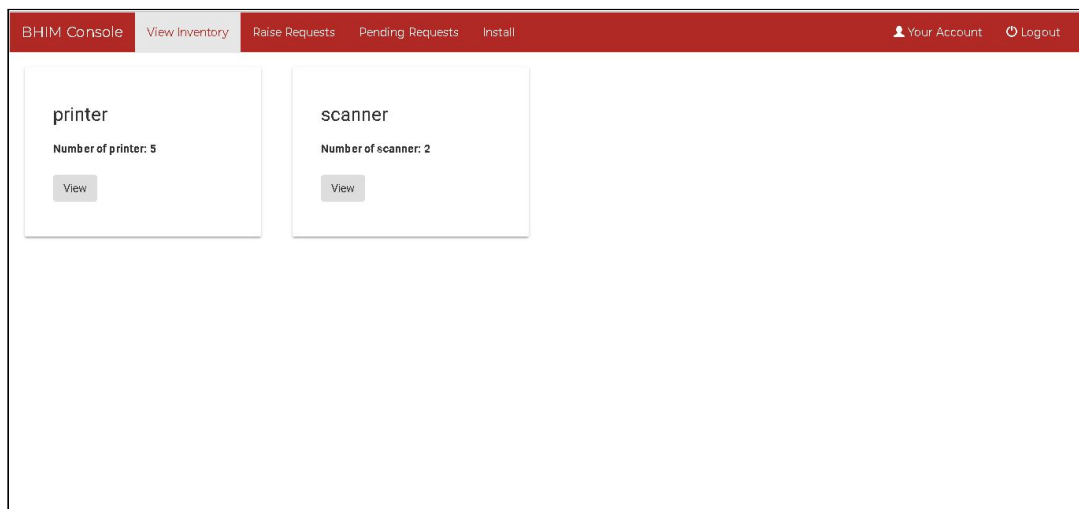 BHIM Console View Inventory Raise Requests Pending Requests Install Your Account Logout
printer
Number of printer: 5
View
scanner
Number of scanner: 2
View